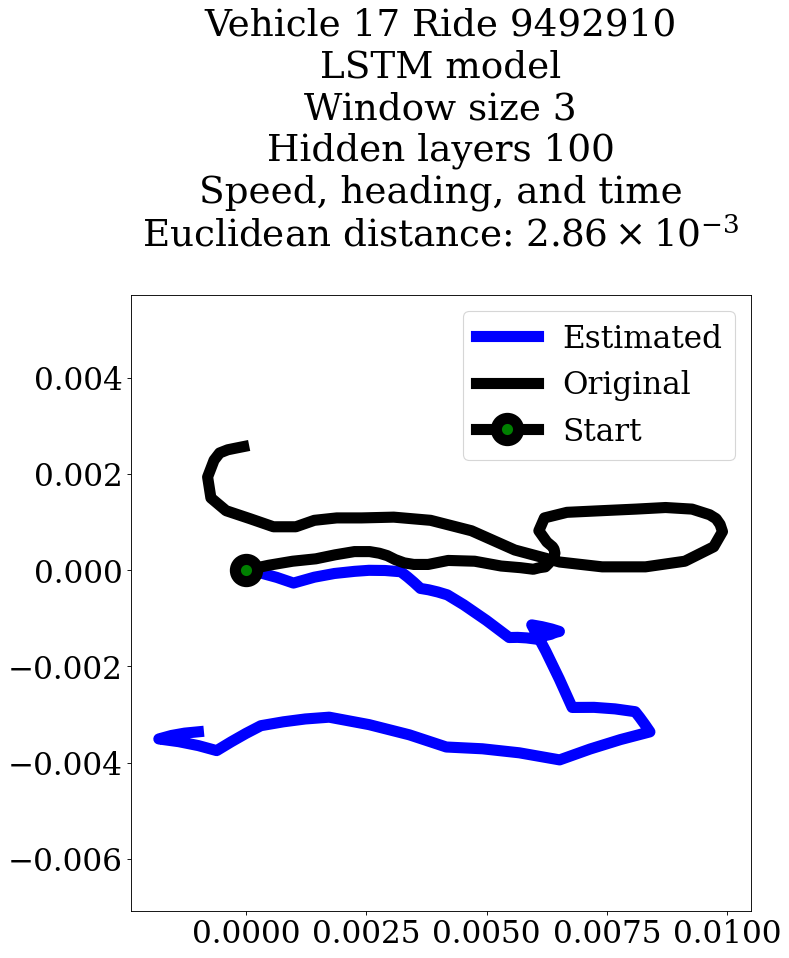 Vehicle 17 Ride 9492910
LSTM model
Window size 3
Hidden layers 100
Speed, heading, and time
Euclidean distance: 2.86 × 10⁻³
Estimated
Original
Start
0.004
0.002
0.000
−0.002
−0.004
−0.006
0.0000 0.0025 0.0050 0.0075 0.0100